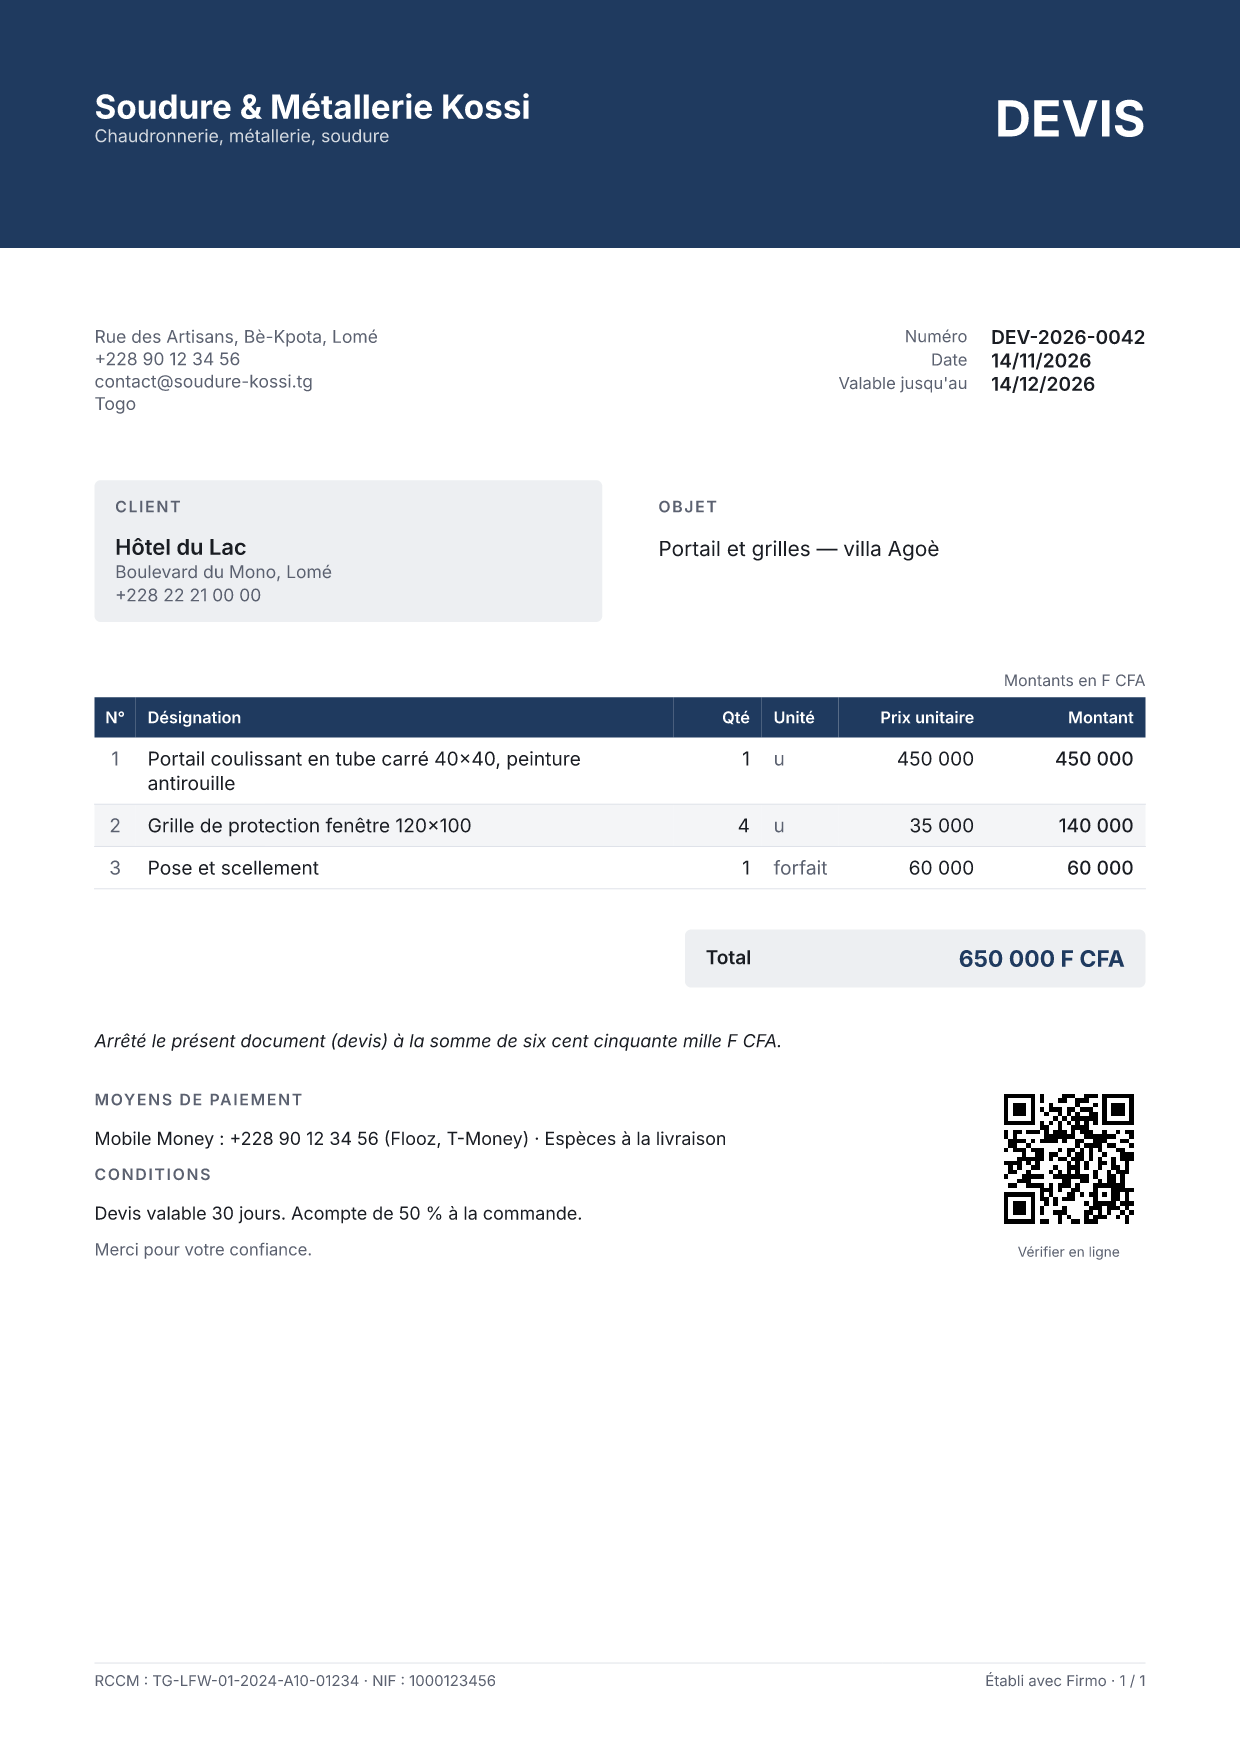 Soudure & Métallerie Kossi
Chaudronnerie, métallerie, soudure
DEVIS
Rue des Artisans, Bè-Kpota, Lomé
+228 90 12 34 56
contact@soudure-kossi.tg
Togo
Numéro DEV-2026-0042
Date 14/11/2026
Valable jusqu'au 14/12/2026
CLIENT
Hôtel du Lac
Boulevard du Mono, Lomé
+228 22 21 00 00
OBJET
Portail et grilles — villa Agoè
Montants en F CFA
N° Désignation Qté Unité Prix unitaire Montant
1 Portail coulissant en tube carré 40×40, peinture 1 u 450 000 450 000
antirouille
2 Grille de protection fenêtre 120×100 4 u 35 000 140 000
3 Pose et scellement 1 forfait 60 000 60 000
Total 650 000 F CFA
Arrêté le présent document (devis) à la somme de six cent cinquante mille F CFA.
MOYENS DE PAIEMENT
Mobile Money : +228 90 12 34 56 (Flooz, T-Money) · Espèces à la livraison
CONDITIONS
Devis valable 30 jours. Acompte de 50 % à la commande.
Merci pour votre confiance.
Vérifier en ligne
RCCM : TG-LFW-01-2024-A10-01234 · NIF : 1000123456
Établi avec Firmo · 1 / 1